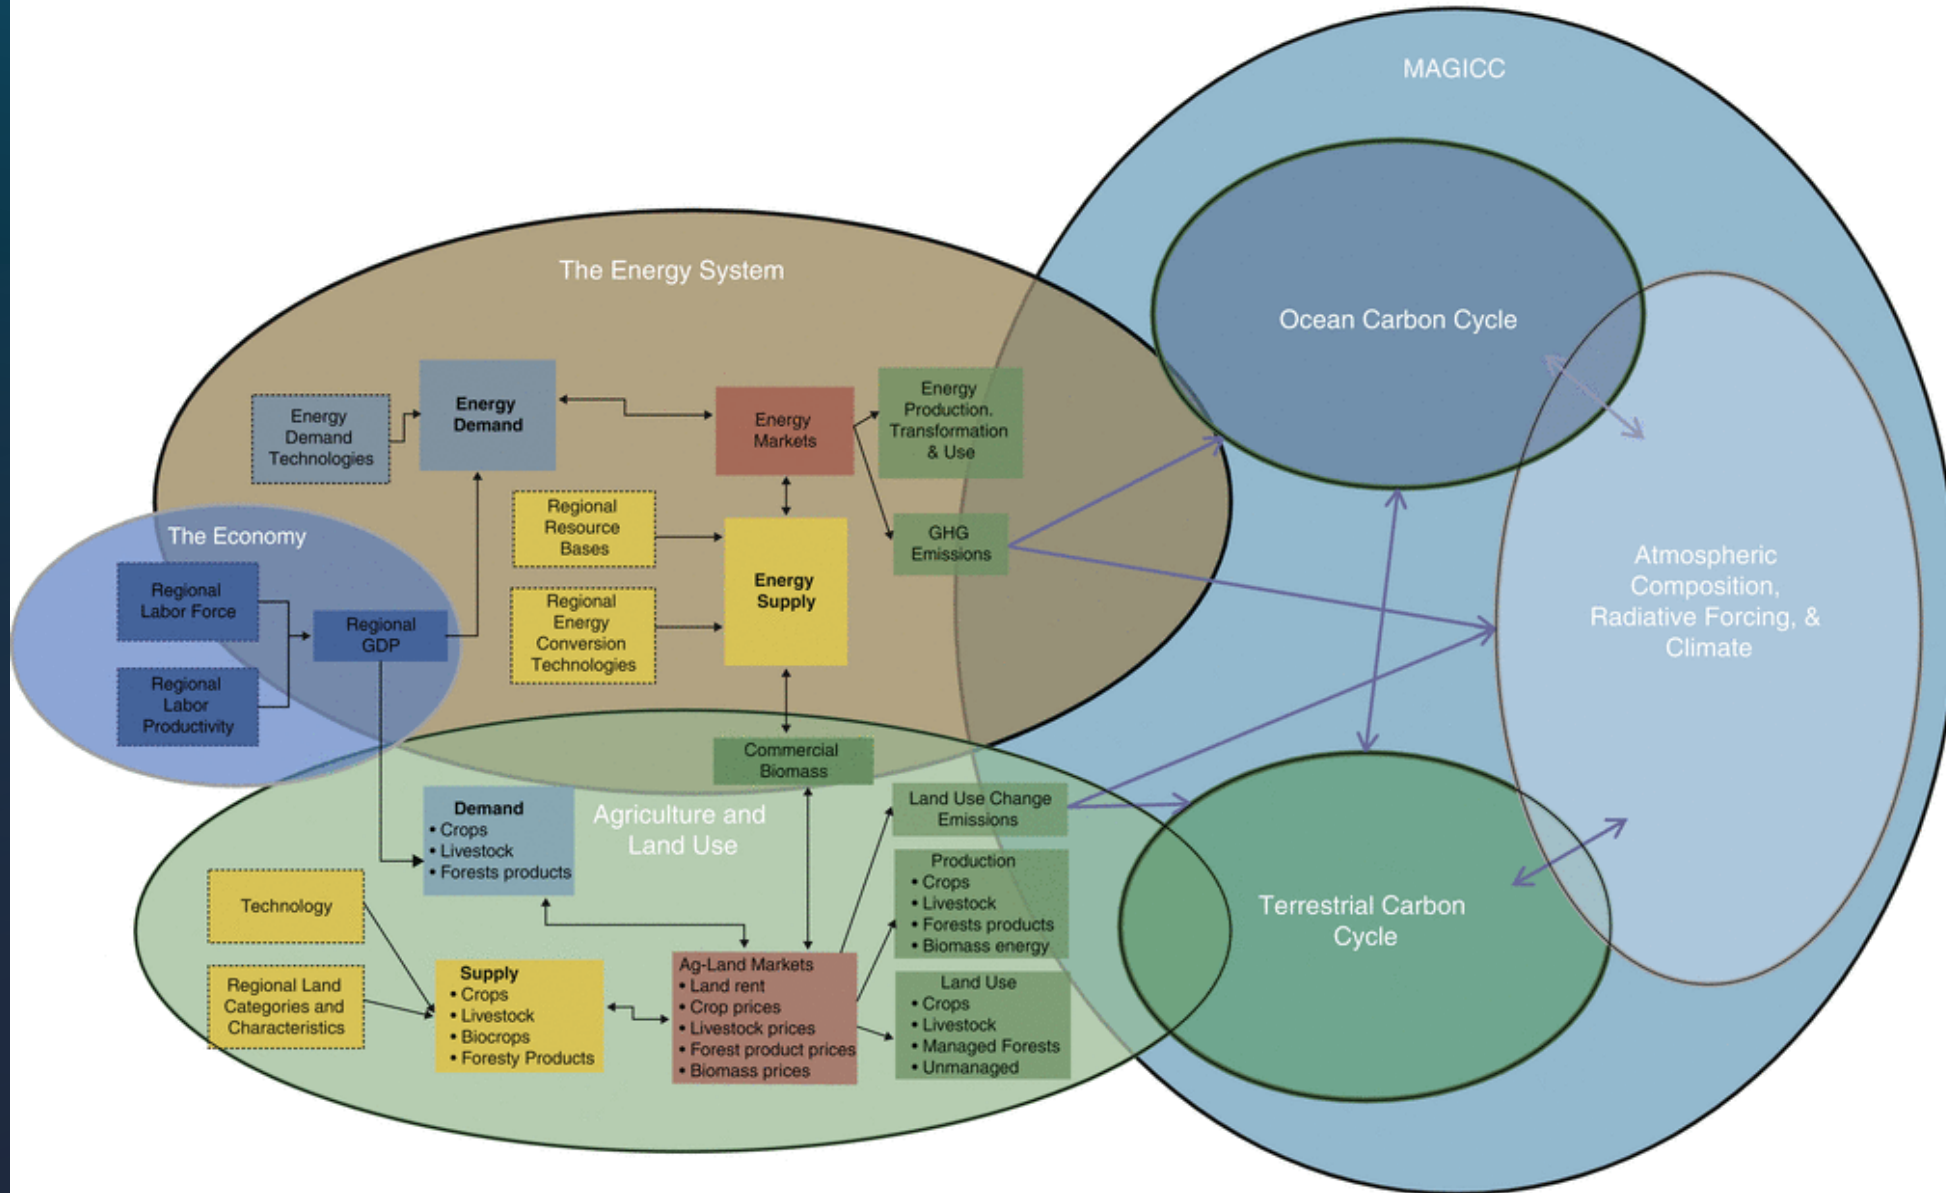 MAGICC
Ocean Carbon Cycle
Atmospheric
Composition,
Radiative Forcing, &
Climate
Terrestrial Carbon
Cycle
The Energy System
Energy
Demand
Technologies
Energy
Demand
Energy
Markets
Energy
Production.
Transformation
& Use
Regional
Resource
Bases
Regional
Energy
Conversion
Technologies
Energy
Supply
GHG
Emissions
The Economy
Regional
Labor Force
Regional
Labor
Productivity
Regional
GDP
Commercial
Biomass
Agriculture and
Land Use
Demand
• Crops
• Livestock
• Forests products
Technology
Regional Land
Categories and
Characteristics
Supply
• Crops
• Livestock
• Biocrops
• Foresty Products
Ag-Land Markets
• Land rent
• Crop prices
• Livestock prices
• Forest product prices
• Biomass prices
Land Use Change
Emissions
Production
• Crops
• Livestock
• Forests products
• Biomass energy
Land Use
• Crops
• Livestock
• Managed Forests
• Unmanaged